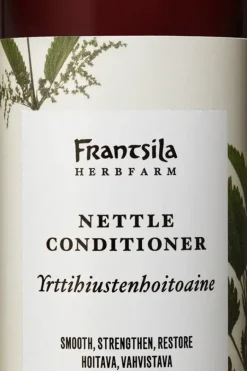 Frantsila
HERBFARM
NETTLE
CONDITIONER
Yrttihiustenhoitoaine
SMOOTH, STRENGTHEN, RESTORE
HOITAVA, VAHVISTAVA